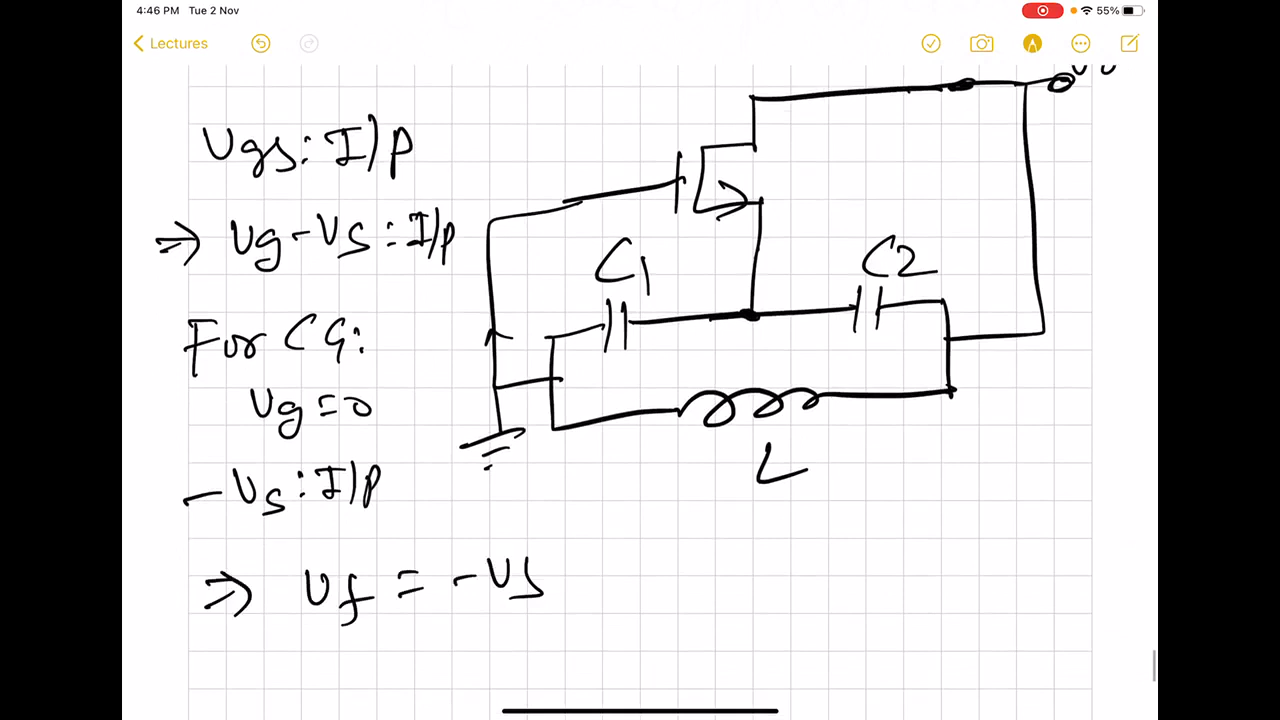 4:46 PM Tue 2 Nov
55%
Lectures
Vgs : I/p
⇒ Vg - Vs : I/p
For CG:
Vg = 0
- Vs : I/p
⇒ Vf = - Vs
C1
C2
L